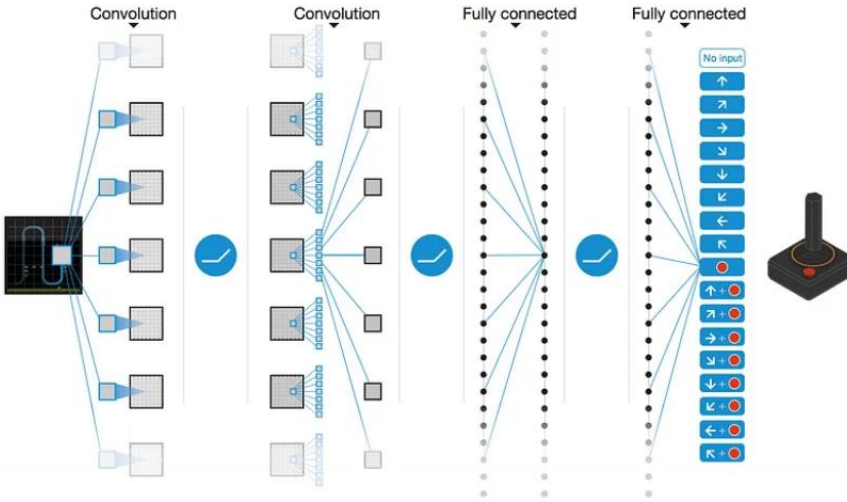 Convolution
Convolution
Fully connected
Fully connected
No input
+
+
+
+
+
+
+
+